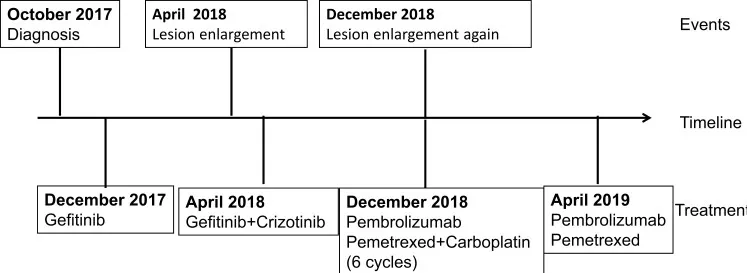 October 2017
Diagnosis
April 2018
Lesion enlargement
December 2018
Lesion enlargement again
Events
Timeline
December 2017
Gefitinib
April 2018
Gefitinib+Crizotinib
December 2018
Pembrolizumab
Pemetrexed+Carboplatin
(6 cycles)
April 2019
Pembrolizumab
Pemetrexed
Treatment